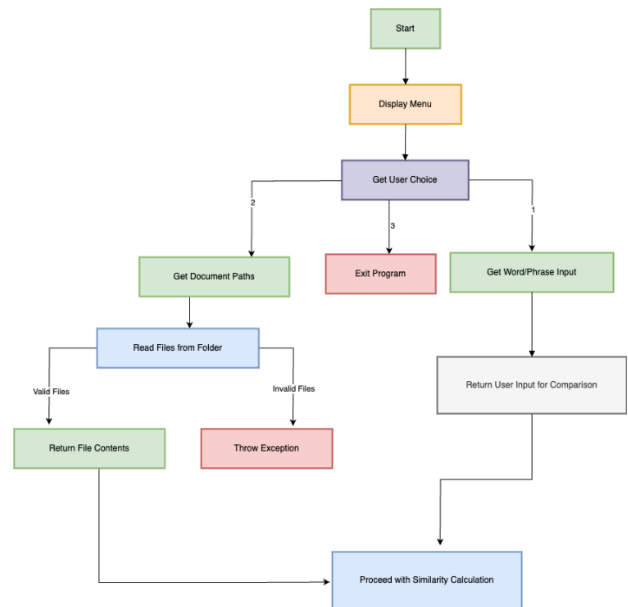 Start
Display Menu
Get User Choice
2
3
1
Get Document Paths
Exit Program
Get Word/Phrase Input
Read Files from Folder
Valid Files
Invalid Files
Return User Input for Comparison
Return File Contents
Throw Exception
Proceed with Similarity Calculation